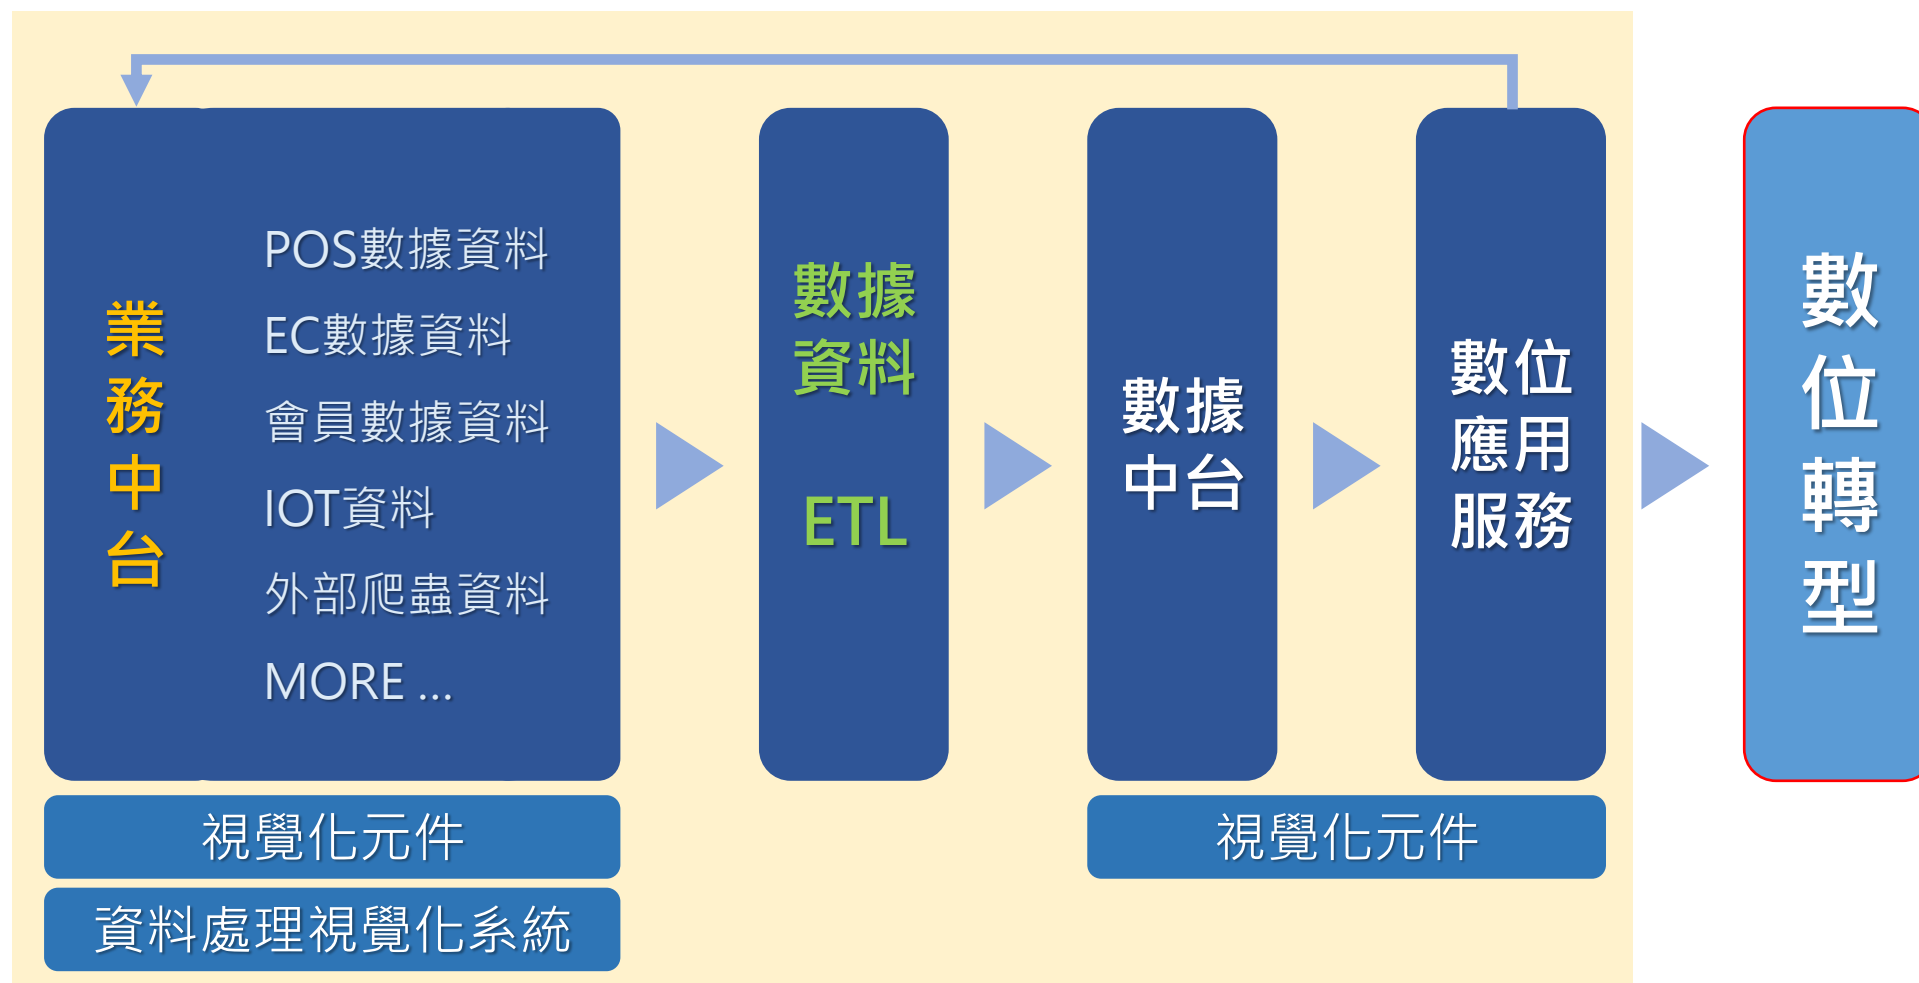 業
務
中
台
POS數據資料
EC數據資料
會員數據資料
IOT資料
外部爬蟲資料
MORE ...
數據
資料
ETL
數據
中台
數位
應用
服務
數
位
轉
型
視覺化元件
視覺化元件
資料處理視覺化系統